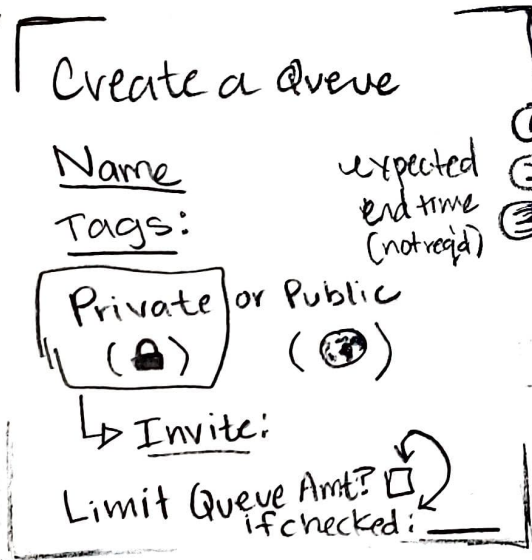 Create a Queue
Name
expected
end time
(not req'd)
Tags:
Private or Public
Invite:
Limit Queue Amt?
if checked: